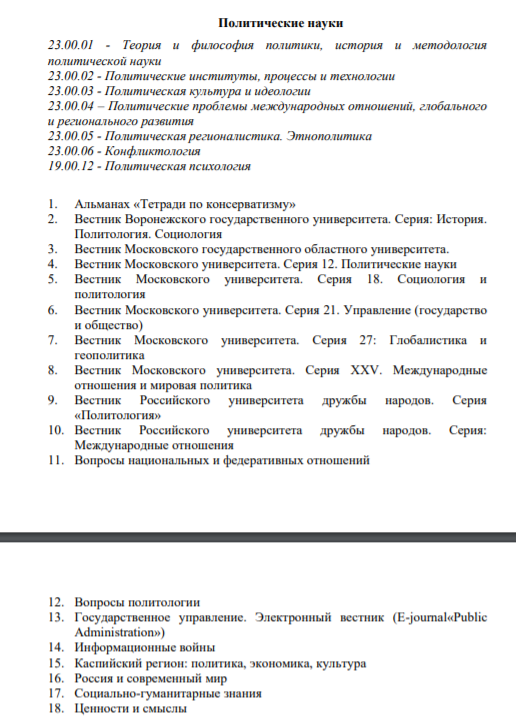 Политические науки
23.00.01 - Теория и философия политики, история и методология
политической науки
23.00.02 - Политические институты, процессы и технологии
23.00.03 - Политическая культура и идеологии
23.00.04 – Политические проблемы международных отношений, глобального
и регионального развития
23.00.05 - Политическая регионалистика. Этнополитика
23.00.06 - Конфликтология
19.00.12 - Политическая психология
1. Альманах «Тетради по консерватизму»
2. Вестник Воронежского государственного университета. Серия: История.
Политология. Социология
3. Вестник Московского государственного областного университета.
4. Вестник Московского университета. Серия 12. Политические науки
5. Вестник Московского университета. Серия 18. Социология и
политология
6. Вестник Московского университета. Серия 21. Управление (государство
и общество)
7. Вестник Московского университета. Серия 27: Глобалистика и
геополитика
8. Вестник Московского университета. Серия XXV. Международные
отношения и мировая политика
9. Вестник Российского университета дружбы народов. Серия
«Политология»
10. Вестник Российского университета дружбы народов. Серия:
Международные отношения
11. Вопросы национальных и федеративных отношений
12. Вопросы политологии
13. Государственное управление. Электронный вестник (E-journal«Public
Administration»)
14. Информационные войны
15. Каспийский регион: политика, экономика, культура
16. Россия и современный мир
17. Социально-гуманитарные знания
18. Ценности и смыслы